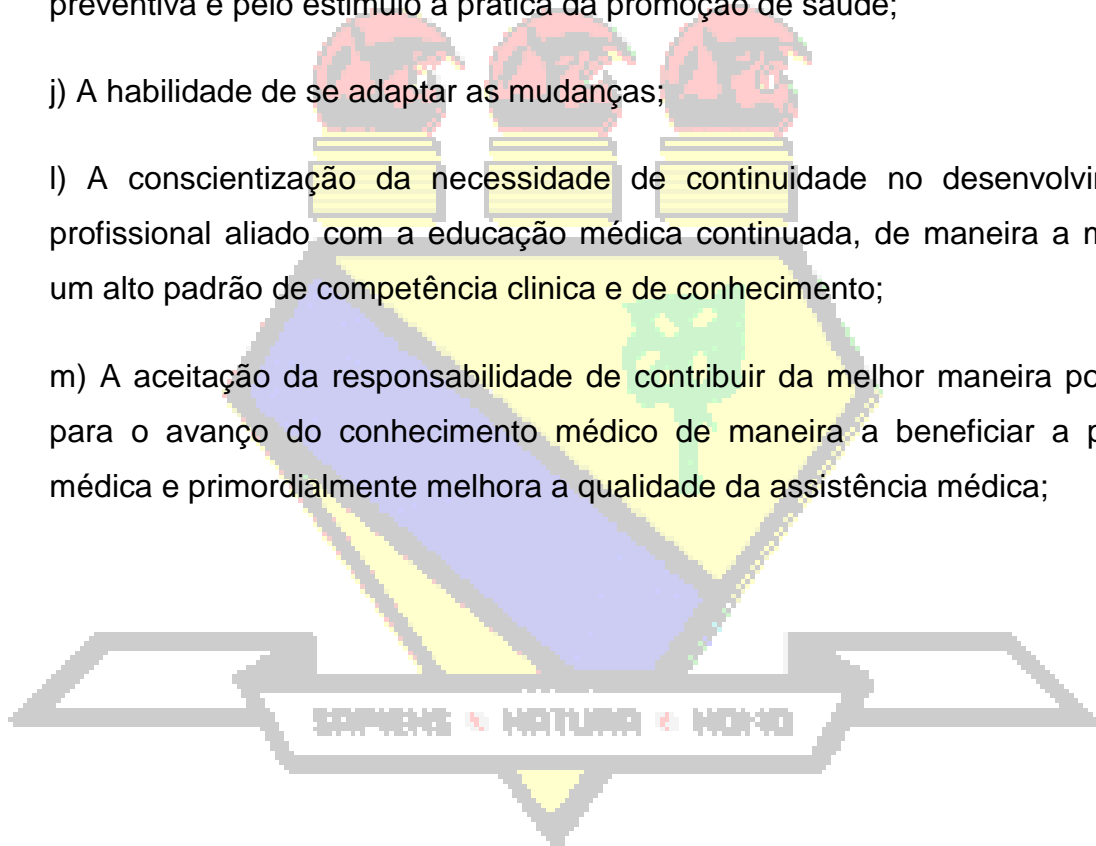 preventiva e pelo estímulo à prática da promoção de saúde;
j) A habilidade de se adaptar as mudanças;
l) A conscientização da necessidade de continuidade no desenvolvi
profissional aliado com a educação médica continuada, de maneira a m
um alto padrão de competência clinica e de conhecimento;
m) A aceitação da responsabilidade de contribuir da melhor maneira po
para o avanço do conhecimento médico de maneira a beneficiar a p
médica e primordialmente melhora a qualidade da assistência médica;
SAPIENS NATURA